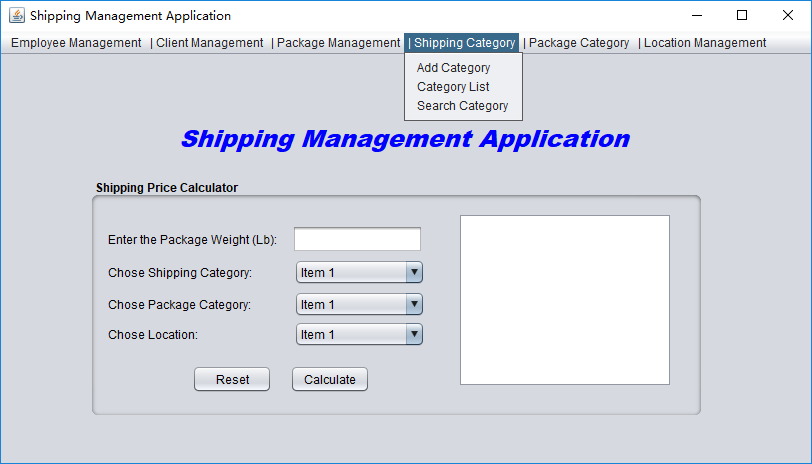 Shipping Management Application
Employee Management | Client Management | Package Management | Shipping Category | Package Category | Location Management
Add Category
Category List
Search Category
Shipping Management Application
Shipping Price Calculator
Enter the Package Weight (Lb):
Chose Shipping Category: Item 1
Chose Package Category: Item 1
Chose Location: Item 1
Reset Calculate